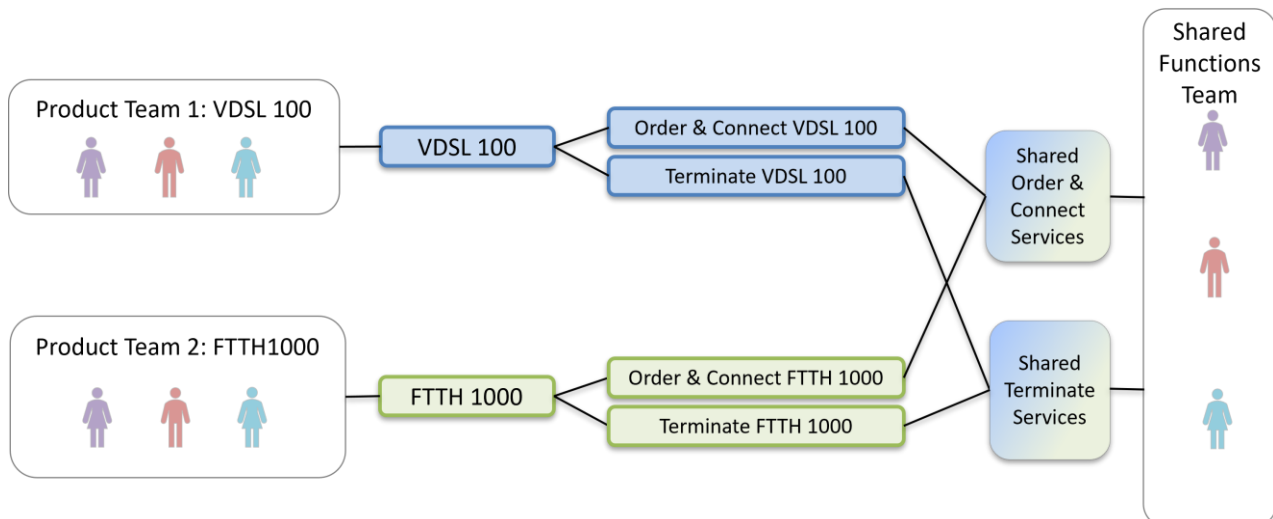 Product Team 1: VDSL 100
VDSL 100
Order & Connect VDSL 100
Terminate VDSL 100
Product Team 2: FTTH1000
FTTH 1000
Order & Connect FTTH 1000
Terminate FTTH 1000
Shared
Order &
Connect
Services
Shared
Terminate
Services
Shared
Functions
Team